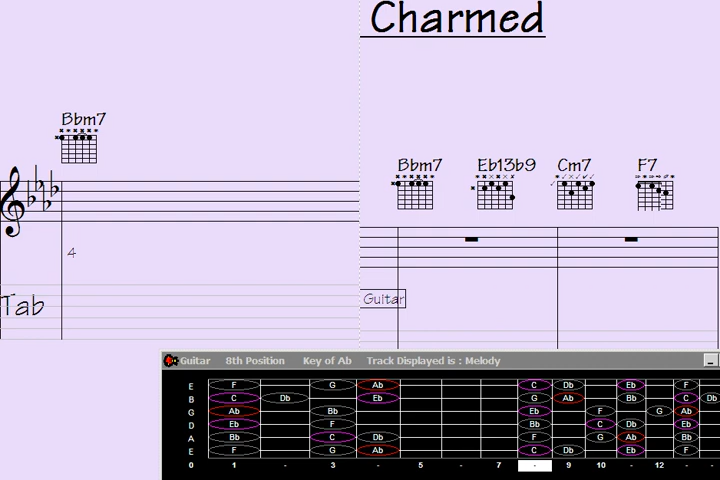 Charmed
Bbm7
Bbm7 Eb13b9 Cm7 F7
4
Tab
Guitar
Guitar 8th Position Key of Ab Track Displayed is : Melody
E F G Ab C Db Eb F
B C Db Eb G Ab Bb C Db
G Ab Bb Eb F G Ab
D Eb F Bb C Db Eb
A Bb C Db F G Ab Bb
E F G Ab C Db Eb F
0 1 - 3 - 5 - 7 - 9 10 - 12 - -